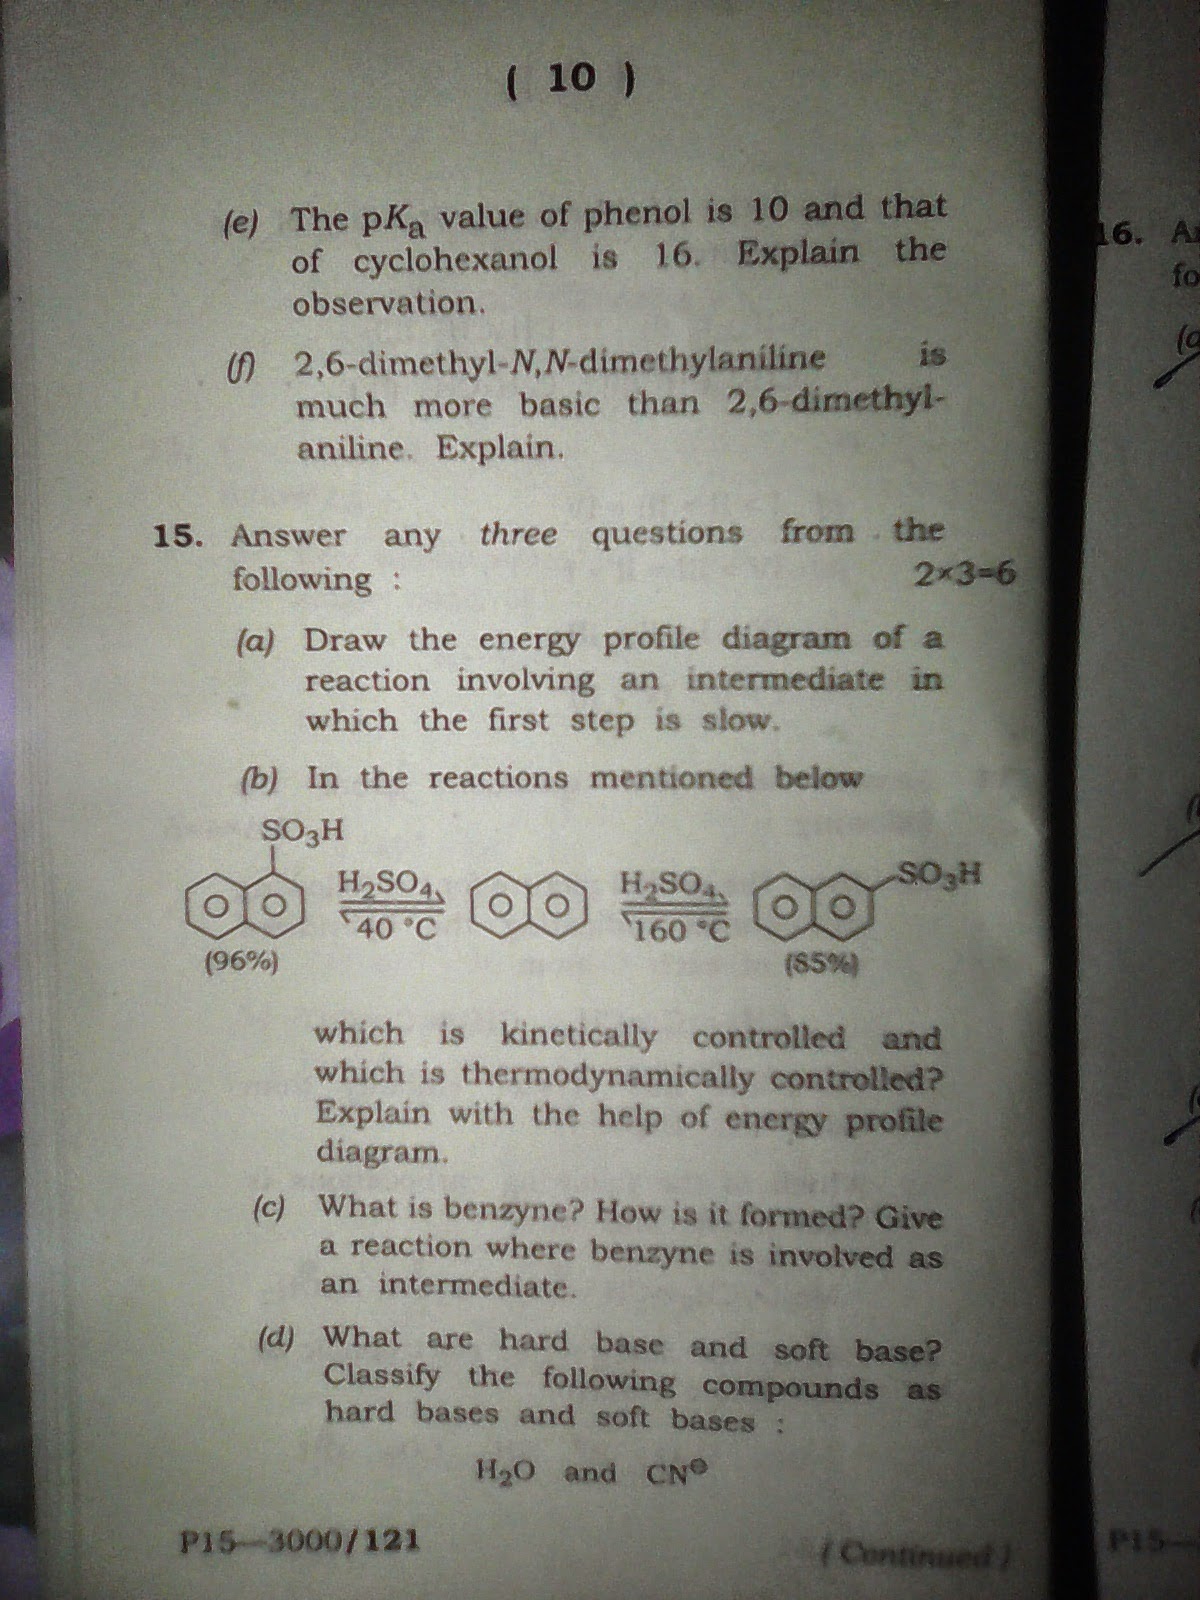 ( 10 )
(e) The pKa value of phenol is 10 and that
of cyclohexanol is 16. Explain the
observation.
(f) 2,6-dimethyl-N,N-dimethylaniline is
much more basic than 2,6-dimethyl-
aniline. Explain.
15. Answer any three questions from the
following : 2×3=6
(a) Draw the energy profile diagram of a
reaction involving an intermediate in
which the first step is slow.
(b) In the reactions mentioned below
SO3H
H2SO4 H2SO4 SO3H
40 °C 160 °C
(96%) (85%)
which is kinetically controlled and
which is thermodynamically controlled?
Explain with the help of energy profile
diagram.
(c) What is benzyne? How is it formed? Give
a reaction where benzyne is involved as
an intermediate.
(d) What are hard base and soft base?
Classify the following compounds as
hard bases and soft bases :
H2O and CN⊖
P15—3000/121 ( Continued )
16. 
fo
P15—